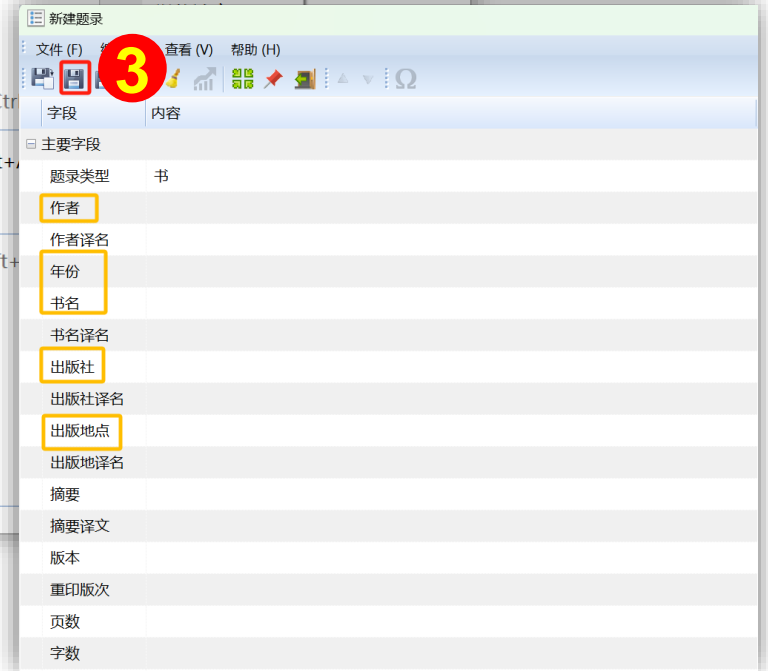 新建题录
文件 (F) 查看 (V) 帮助 (H)
3
Ω
字段 内容
主要字段
题录类型 书
作者
作者译名
年份
书名
书名译名
出版社
出版社译名
出版地点
出版地译名
摘要
摘要译文
版本
重印版次
页数
字数